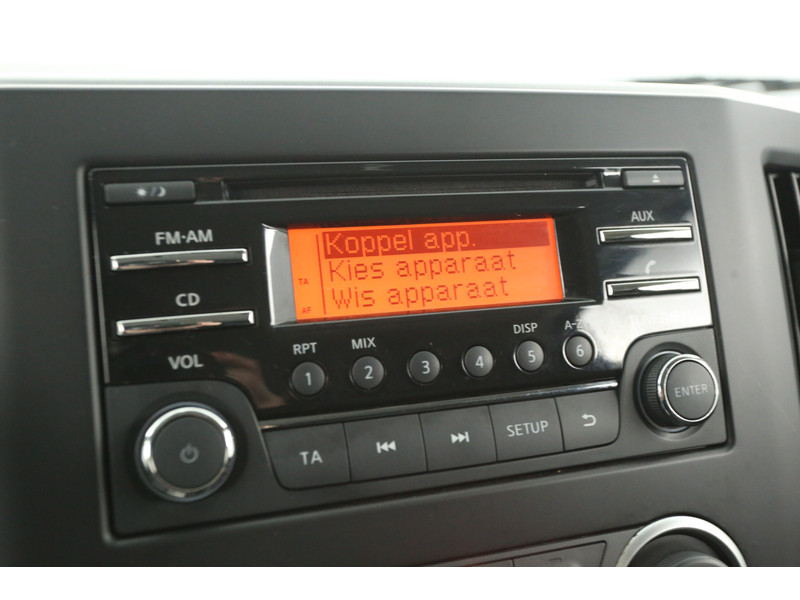 FM·AM
AUX
Koppel app.
Kies apparaat
TA
Wis apparaat
AF
CD
VOL
RPT MIX DISP A-Z
1 2 3 4 5 6
ENTER
TA SETUP